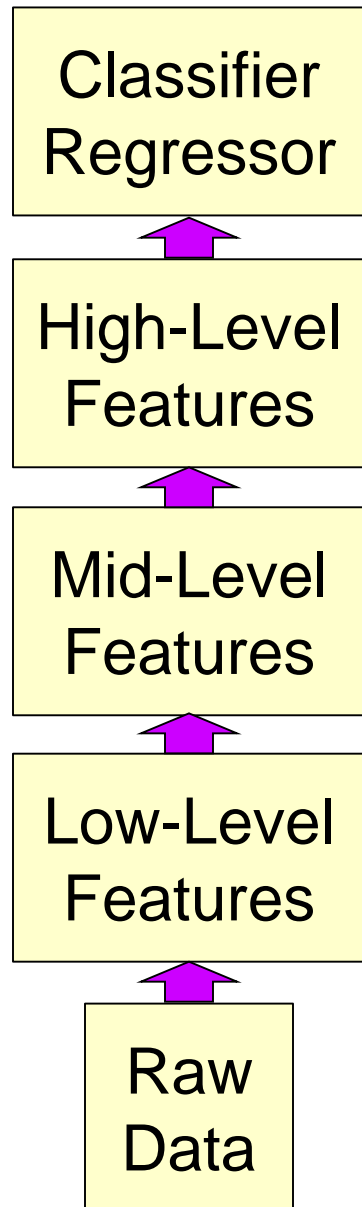 Classifier
Regressor
High-Level
Features
Mid-Level
Features
Low-Level
Features
Raw
Data